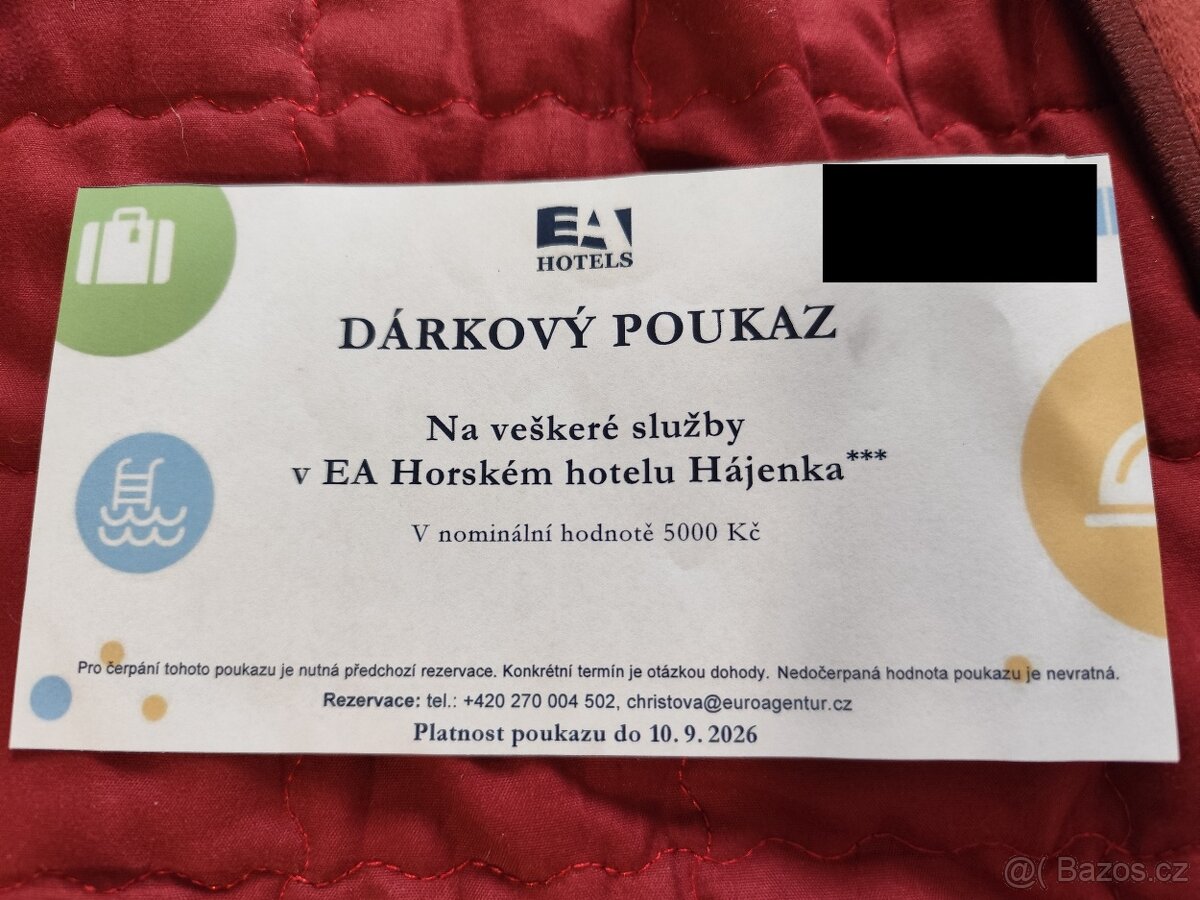 EA
HOTELS
DÁRKOVÝ POUKAZ
Na veškeré služby
v EA Horském hotelu Hájenka***
V nominální hodnotě 5000 Kč
Pro čerpání tohoto poukazu je nutná předchozí rezervace. Konkrétní termín je otázkou dohody. Nedočerpaná hodnota poukazu je nevratná.
Rezervace: tel.: +420 270 004 502, christova@euroagentur.cz
Platnost poukazu do 10. 9. 2026
@( Bazos.cz